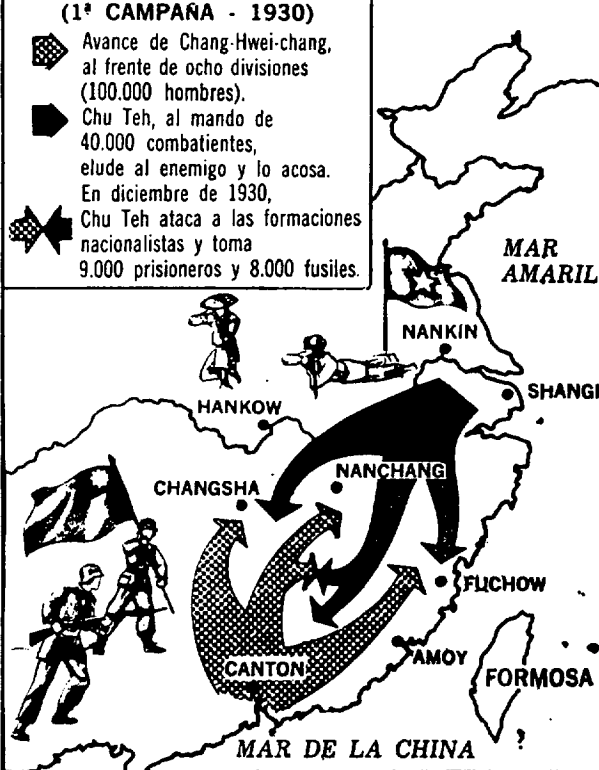 (1ª CAMPAÑA - 1930)
Avance de Chang-Hwei-chang,
al frente de ocho divisiones
(100.000 hombres).
Chu Teh, al mando de
40.000 combatientes,
elude al enemigo y lo acosa.
En diciembre de 1930,
Chu Teh ataca a las formaciones
nacionalistas y toma
9.000 prisioneros y 8.000 fusiles.
MAR
AMARIL
NANKIN
SHANG
HANKOW
NANCHANG
CHANGSHA
FUCHOW
CANTON
AMOY
FORMOSA
MAR DE LA CHINA